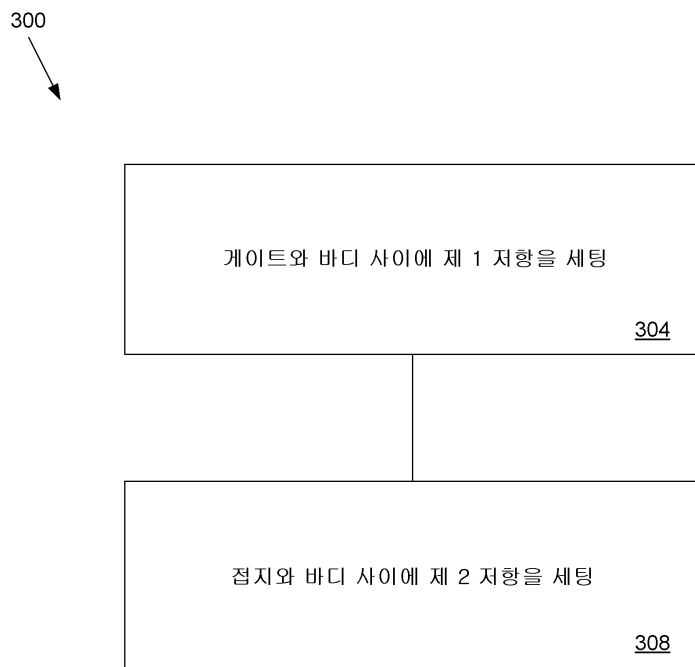 300
게이트와 바디 사이에 제 1 저항을 세팅
304
접지와 바디 사이에 제 2 저항을 세팅
308